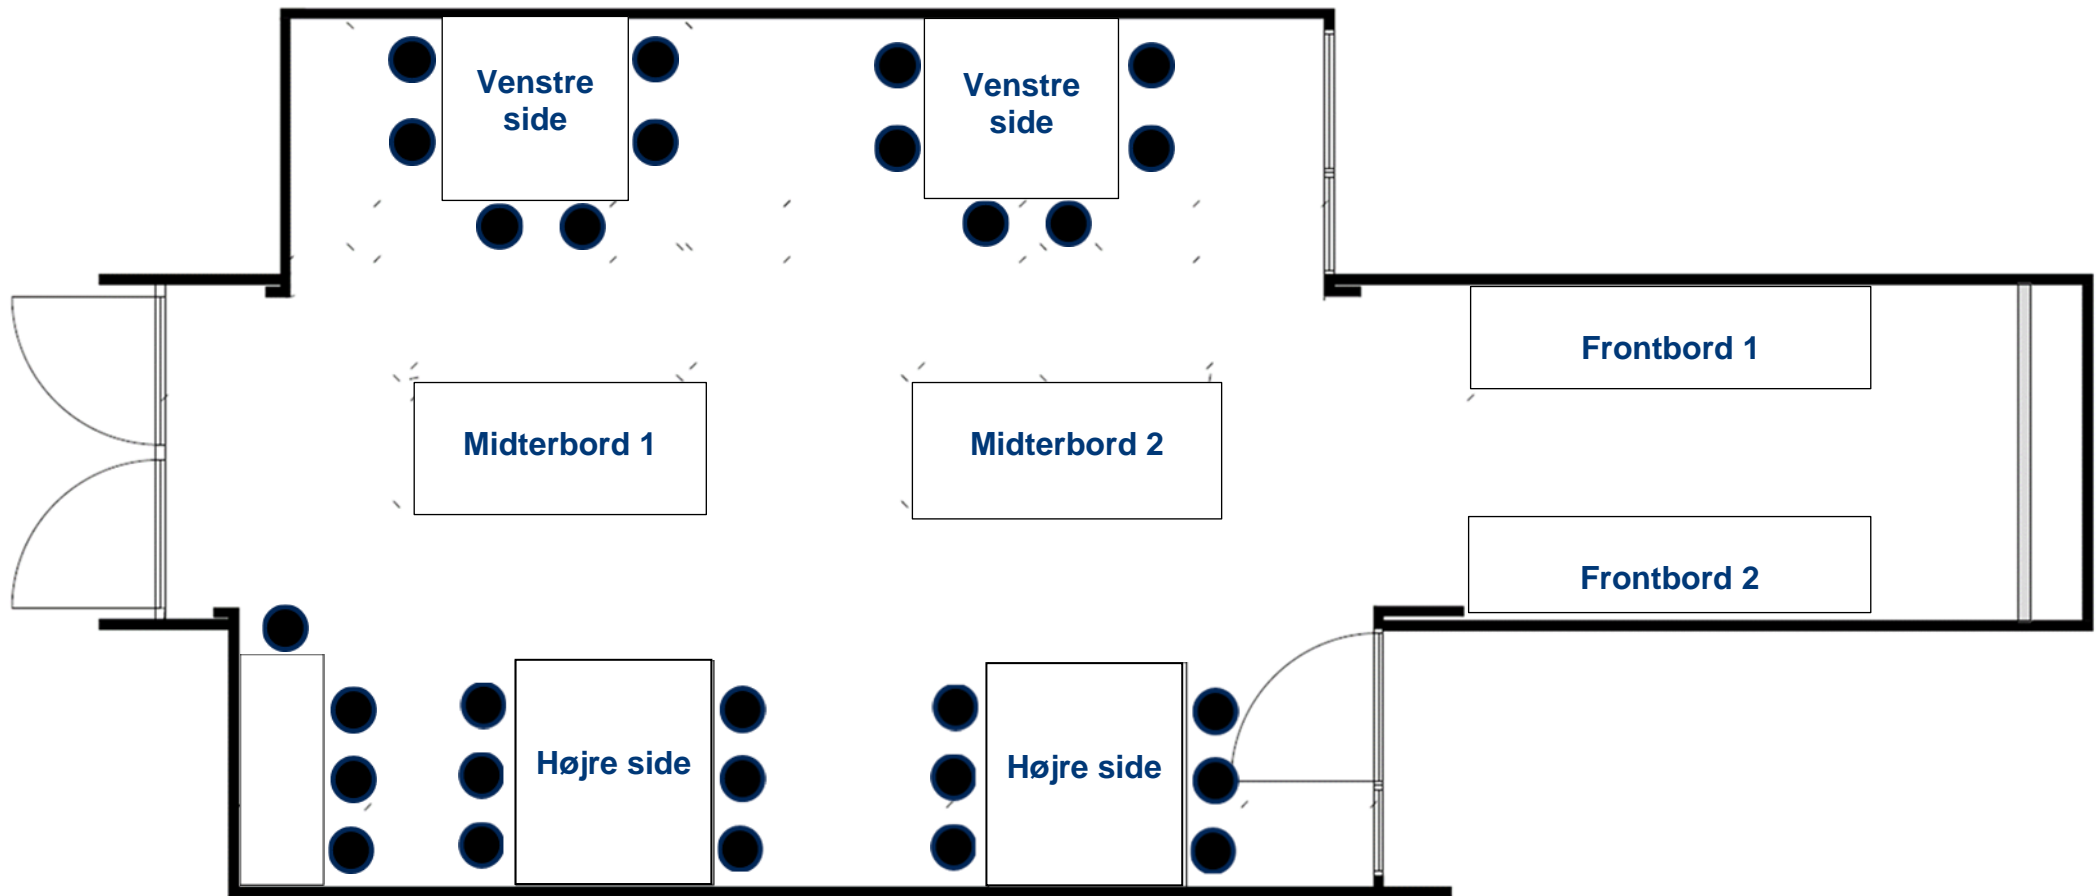 Venstre
side
Venstre
side
Frontbord 1
Midterbord 1
Midterbord 2
Frontbord 2
Højre side
Højre side